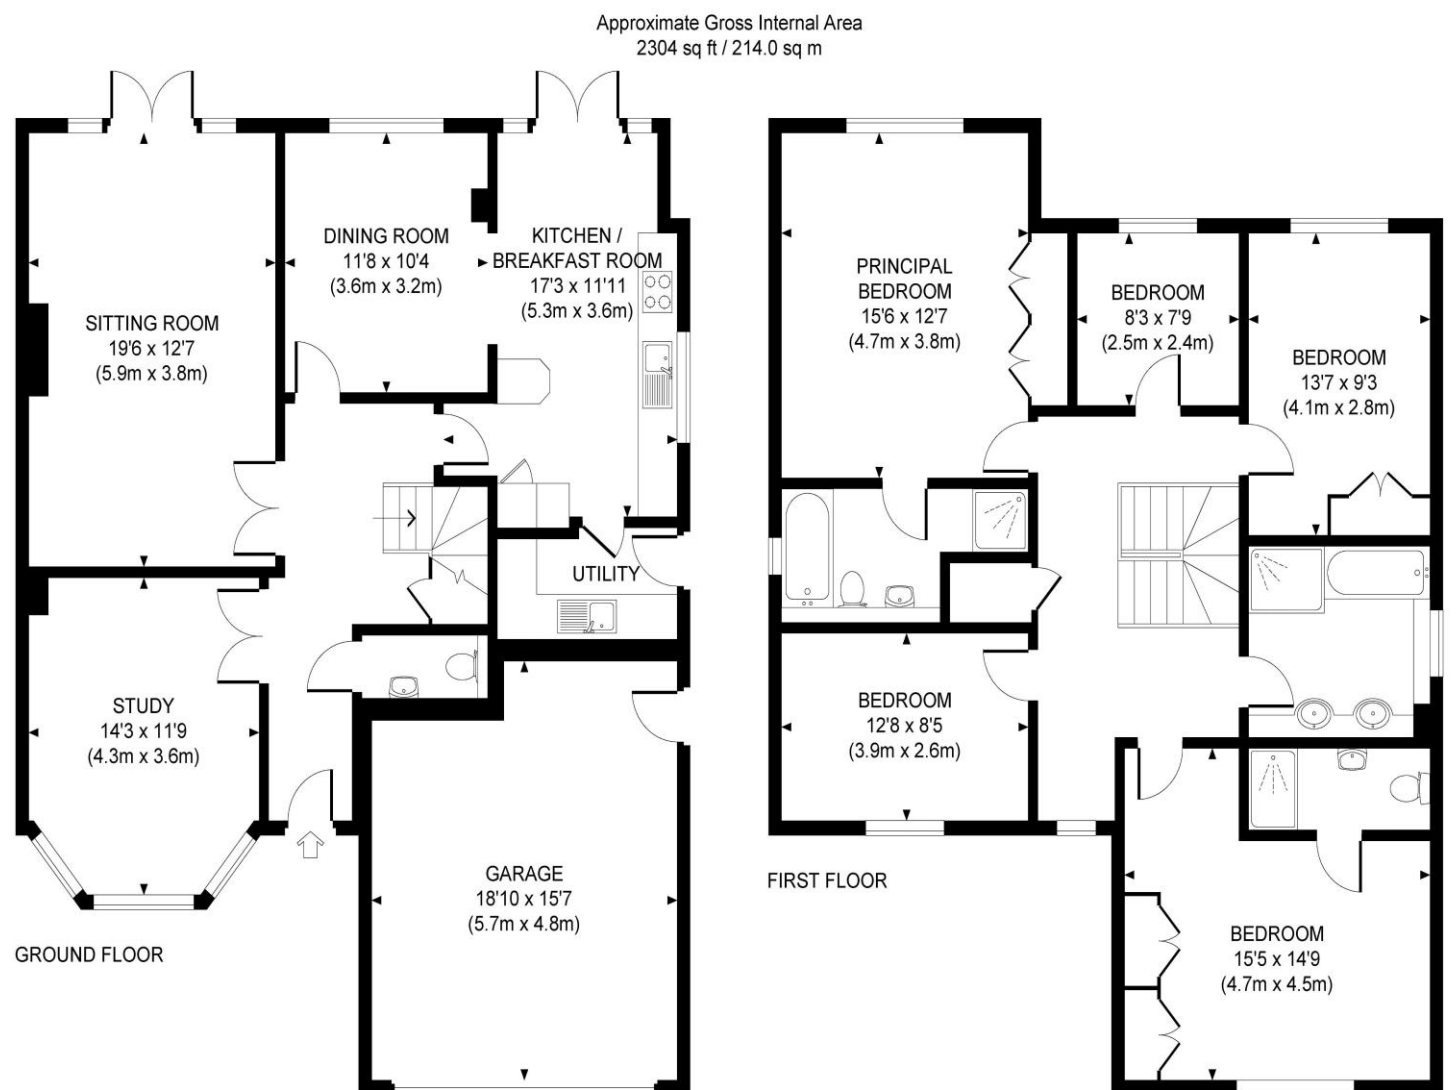 Approximate Gross Internal Area
2304 sq ft / 214.0 sq m
SITTING ROOM
19'6 x 12'7
(5.9m x 3.8m)
DINING ROOM
11'8 x 10'4
(3.6m x 3.2m)
KITCHEN /
BREAKFAST ROOM
17'3 x 11'11
(5.3m x 3.6m)
UTILITY
STUDY
14'3 x 11'9
(4.3m x 3.6m)
GARAGE
18'10 x 15'7
(5.7m x 4.8m)
GROUND FLOOR
PRINCIPAL
BEDROOM
15'6 x 12'7
(4.7m x 3.8m)
BEDROOM
8'3 x 7'9
(2.5m x 2.4m)
BEDROOM
13'7 x 9'3
(4.1m x 2.8m)
BEDROOM
12'8 x 8'5
(3.9m x 2.6m)
BEDROOM
15'5 x 14'9
(4.7m x 4.5m)
FIRST FLOOR